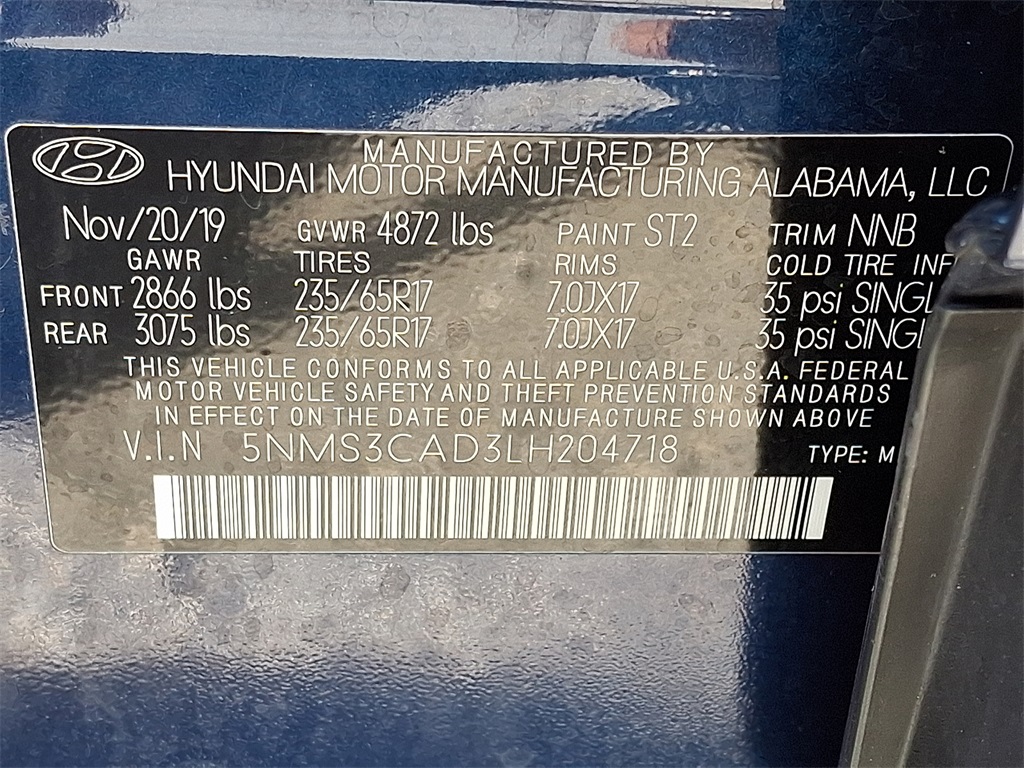 MANUFACTURED BY
HYUNDAI MOTOR MANUFACTURING ALABAMA, LLC
Nov/20/19 GVWR 4872 lbs PAINT ST2 TRIM NNB
GAWR TIRES RIMS COLD TIRE
FRONT 2866 lbs 235/65R17 7.0JX17 35 psi
REAR 3075 lbs 235/65R17 7.0JX17 35 psi
THIS VEHICLE CONFORMS TO ALL APPLICABLE U.S.A. FEDERAL
MOTOR VEHICLE SAFETY AND THEFT PREVENTION STANDARDS
IN EFFECT ON THE DATE OF MANUFACTURE SHOWN ABOVE
V.I.N 5NMS3CAD3LH204718 TYPE: